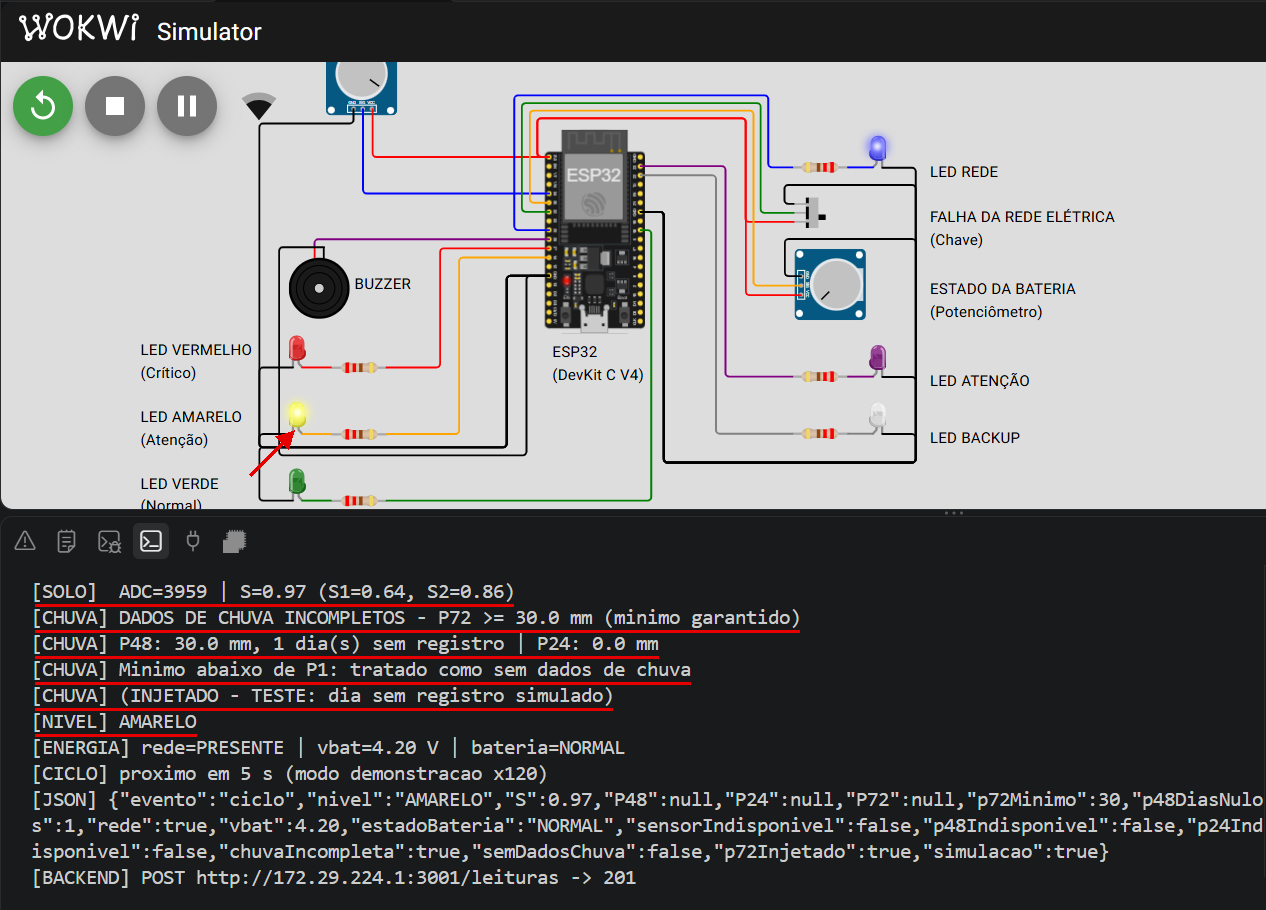 WOKWI Simulator
GND SIG VCC
ESP32
LED REDE
FALHA DA REDE ELÉTRICA
(Chave)
BUZZER
ESTADO DA BATERIA
(Potenciômetro)
LED VERMELHO
(Crítico)
ESP32
(DevKit C V4)
LED ATENÇÃO
LED AMARELO
(Atenção)
LED BACKUP
LED VERDE
(Normal)
[SOLO]  ADC=3959 | S=0.97 (S1=0.64, S2=0.86)
[CHUVA] DADOS DE CHUVA INCOMPLETOS - P72 >= 30.0 mm (minimo garantido)
[CHUVA] P48: 30.0 mm, 1 dia(s) sem registro | P24: 0.0 mm
[CHUVA] Minimo abaixo de P1: tratado como sem dados de chuva
[CHUVA] (INJETADO - TESTE: dia sem registro simulado)
[NIVEL] AMARELO
[ENERGIA] rede=PRESENTE | vbat=4.20 V | bateria=NORMAL
[CICLO] proximo em 5 s (modo demonstracao x120)
[JSON] {"evento":"ciclo","nivel":"AMARELO","S":0.97,"P48":null,"P24":null,"P72":null,"p72Minimo":30,"p48DiasNulo
s":1,"rede":true,"vbat":4.20,"estadoBateria":"NORMAL","sensorIndisponivel":false,"p48Indisponivel":false,"p24Ind
isponivel":false,"chuvaIncompleta":true,"semDadosChuva":false,"p72Injetado":true,"simulacao":true}
[BACKEND] POST http://172.29.224.1:3001/leituras -> 201